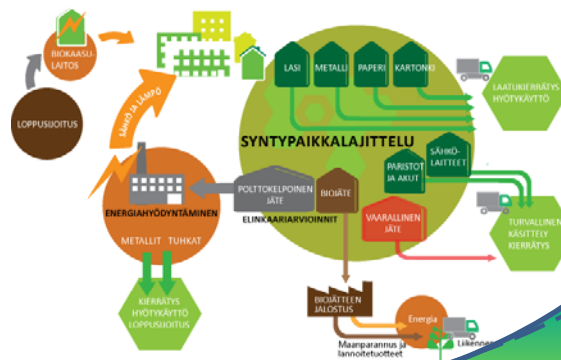 BIOKAASU-
LAITOS
LOPPUSIJOITUS
SÄHKÖ JA LÄMPÖ
LASI
METALLI
PAPERI
KARTONKI
LAATUKIERRÄTYS
HYÖTYKÄYTTÖ
SYNTYPAIKKALAJITTELU
SÄHKÖ-
LAITTEET
PARISTOT
JA AKUT
POLTTOKELPOINEN
JÄTE
BIOJÄTE
ELINKAARIARVIOINNIT
VAARALLINEN
JÄTE
TURVALLINEN
KÄSITTELY
KIERRÄTYS
ENERGIAHYÖDYNTÄMINEN
METALLIT TUHKAT
KIERRÄTYS
HYÖTYKÄYTTÖ
LOPPUSIJOITUS
BIOJÄTTEEN
JALOSTUS
Energia
Maanparannus ja
lannoitetuotteet
Liikenne